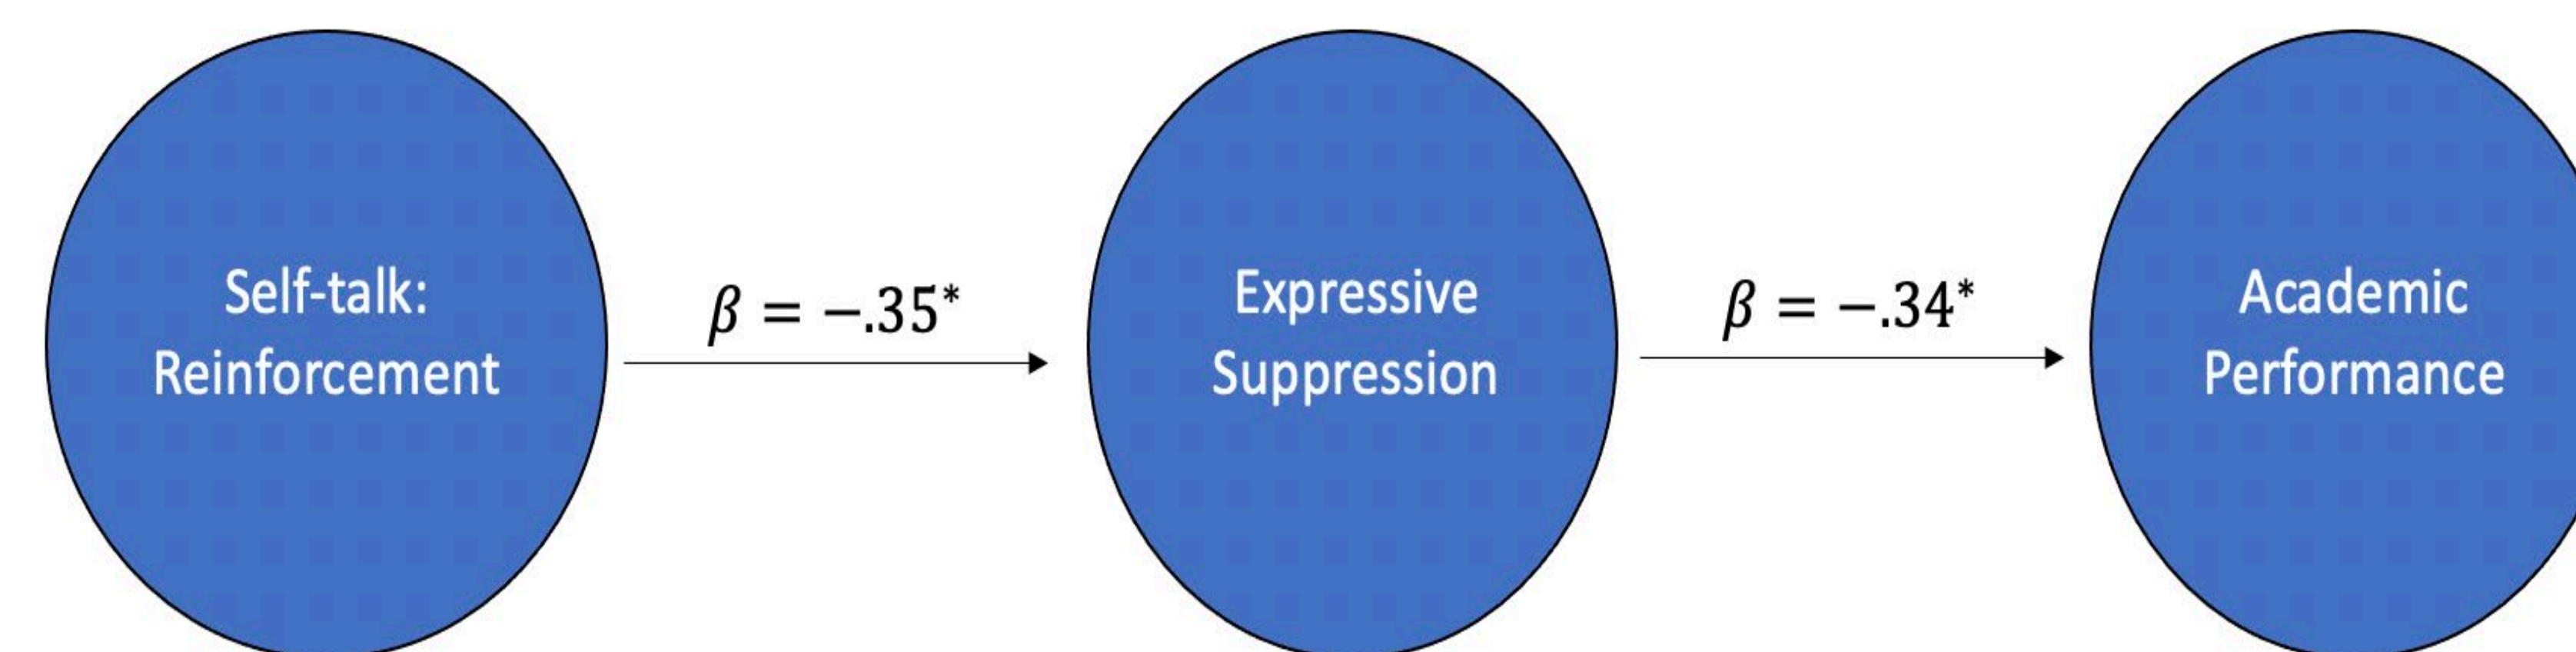 Self-talk:
Reinforcement
β = −.35*
Expressive
Suppression
β = −.34*
Academic
Performance